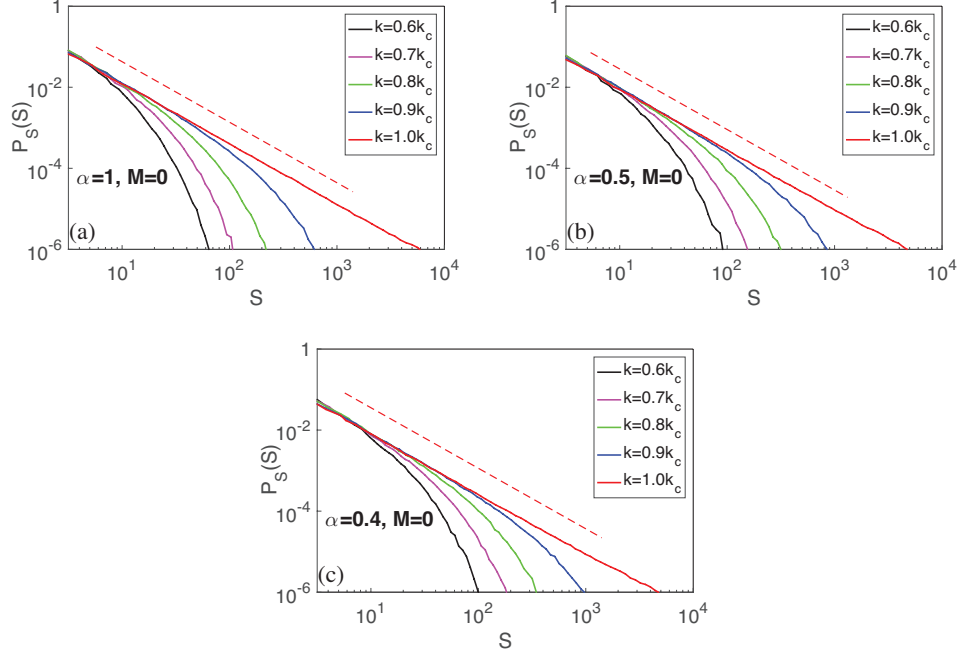 1
10^-2
10^-4
10^-6
P_S(S)
k=0.6k_c
k=0.7k_c
k=0.8k_c
k=0.9k_c
k=1.0k_c
α=1, M=0
(a)
10^1 10^2 10^3 10^4
S
1
10^-2
10^-4
10^-6
P_S(S)
k=0.6k_c
k=0.7k_c
k=0.8k_c
k=0.9k_c
k=1.0k_c
α=0.5, M=0
(b)
10^1 10^2 10^3 10^4
S
1
10^-2
10^-4
10^-6
P_S(S)
k=0.6k_c
k=0.7k_c
k=0.8k_c
k=0.9k_c
k=1.0k_c
α=0.4, M=0
(c)
10^1 10^2 10^3 10^4
S